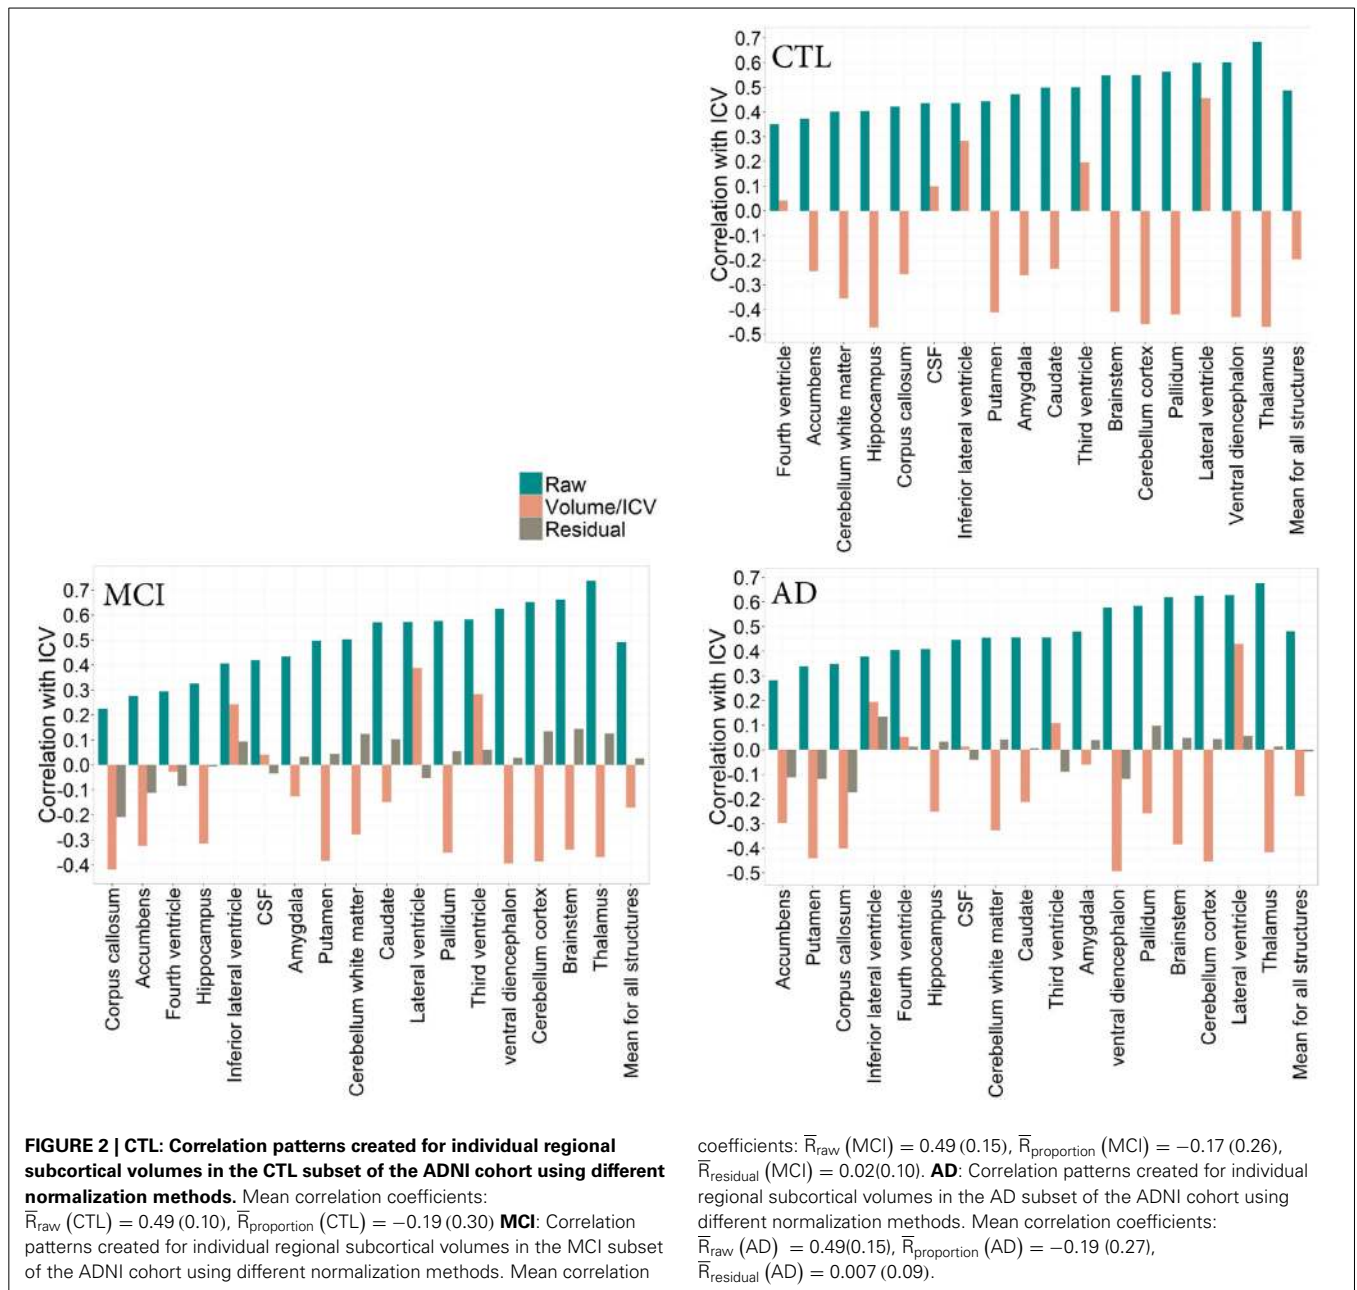 CTL
Correlation with ICV
0.7
0.6
0.5
0.4
0.3
0.2
0.1
0.0
-0.1
-0.2
-0.3
-0.4
-0.5
Fourth ventricle
Accumbens
Cerebellum white matter
Hippocampus
Corpus callosum
CSF
Inferior lateral ventricle
Putamen
Amygdala
Caudate
Third ventricle
Brainstem
Cerebellum cortex
Pallidum
Lateral ventricle
Ventral diencephalon
Thalamus
Mean for all structures
Raw
Volume/ICV
Residual
MCI
Correlation with ICV
0.7
0.6
0.5
0.4
0.3
0.2
0.1
0.0
-0.1
-0.2
-0.3
-0.4
Corpus callosum
Accumbens
Fourth ventricle
Hippocampus
Inferior lateral ventricle
CSF
Amygdala
Putamen
Cerebellum white matter
Caudate
Lateral ventricle
Pallidum
Third ventricle
ventral diencephalon
Cerebellum cortex
Brainstem
Thalamus
Mean for all structures
AD
Correlation with ICV
0.7
0.6
0.5
0.4
0.3
0.2
0.1
0.0
-0.1
-0.2
-0.3
-0.4
-0.5
Accumbens
Putamen
Corpus callosum
Inferior lateral ventricle
Fourth ventricle
Hippocampus
CSF
Cerebellum white matter
Caudate
Third ventricle
Amygdala
ventral diencephalon
Pallidum
Brainstem
Cerebellum cortex
Lateral ventricle
Thalamus
Mean for all structures
FIGURE 2 | CTL: Correlation patterns created for individual regional
subcortical volumes in the CTL subset of the ADNI cohort using different
normalization methods. Mean correlation coefficients:
R̅raw (CTL) = 0.49 (0.10), R̅proportion (CTL) = −0.19 (0.30) MCI: Correlation
patterns created for individual regional subcortical volumes in the MCI subset
of the ADNI cohort using different normalization methods. Mean correlation
coefficients: R̅raw (MCI) = 0.49 (0.15), R̅proportion (MCI) = −0.17 (0.26),
R̅residual (MCI) = 0.02(0.10). AD: Correlation patterns created for individual
regional subcortical volumes in the AD subset of the ADNI cohort using
different normalization methods. Mean correlation coefficients:
R̅raw (AD) = 0.49(0.15), R̅proportion (AD) = −0.19 (0.27),
R̅residual (AD) = 0.007 (0.09).